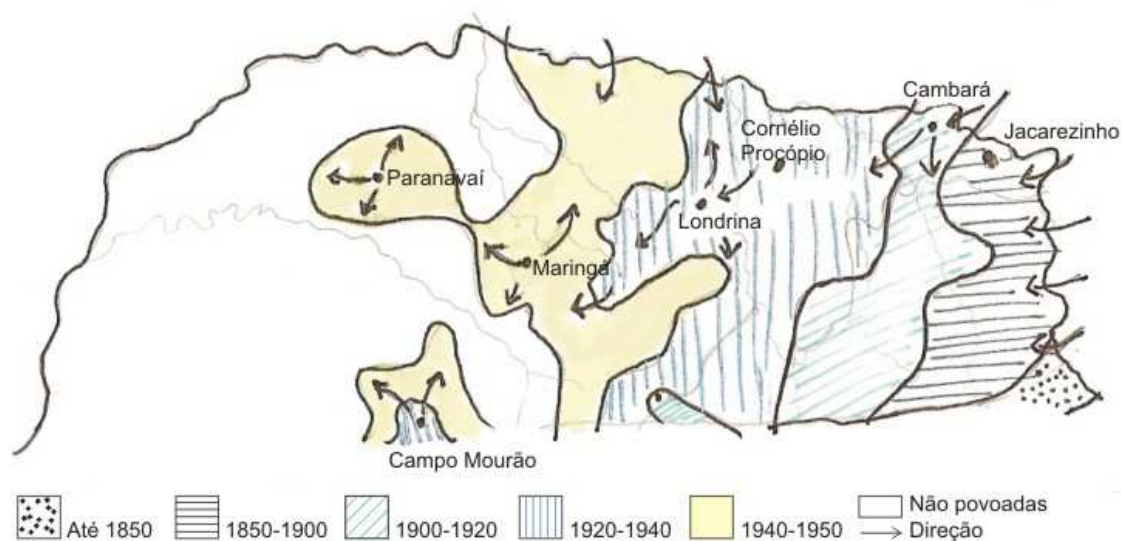 Cambará
Jacarezinho
Cornélio
Procópio
Paranavaí
Londrina
Maringá
Campo Mourão
Até 1850
1850-1900
1900-1920
1920-1940
1940-1950
Não povoadas
Direção